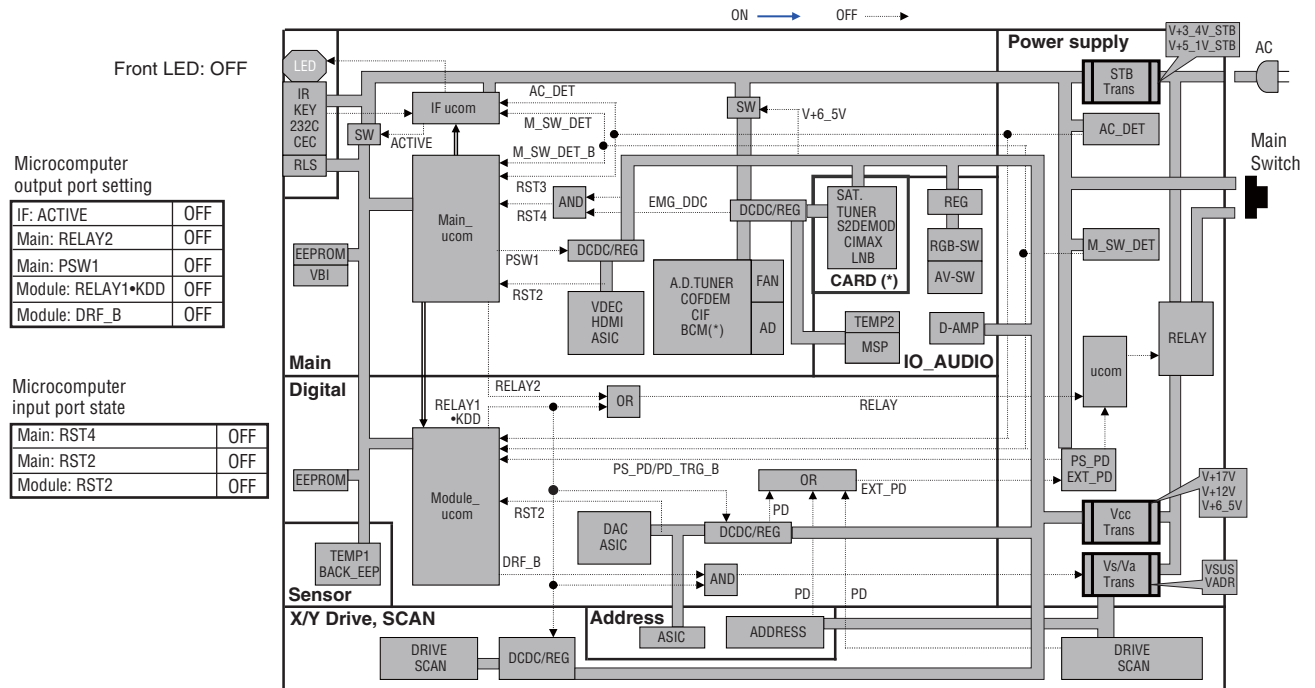 ON
OFF
Front LED: OFF
Microcomputer
output port setting
IF: ACTIVE OFF
Main: RELAY2 OFF
Main: PSW1 OFF
Module: RELAY1•KDD OFF
Module: DRF_B OFF
Microcomputer
input port state
Main: RST4 OFF
Main: RST2 OFF
Module: RST2 OFF
LED
IR
KEY
232C
CEC
RLS
SW
ACTIVE
IF ucom
AC_DET
M_SW_DET
M_SW_DET_B
RST3
RST4
AND
EMG_DDC
Main_
ucom
PSW1
RST2
DCDC/REG
VDEC
HDMI
ASIC
EEPROM
VBI
Main
SW
V+6_5V
DCDC/REG
A.D.TUNER
COFDEM
CIF
BCM(*)
FAN
AD
SAT.
TUNER
S2DEMOD
CIMAX
LNB
CARD (*)
REG
RGB-SW
AV-SW
TEMP2
MSP
D-AMP
IO_AUDIO
Power supply
V+3_4V_STB
V+5_1V_STB
STB
Trans
AC
AC_DET
Main
Switch
M_SW_DET
RELAY
ucom
Digital
RELAY2
RELAY1
•KDD
OR
RELAY
Module_
ucom
EEPROM
PS_PD/PD_TRG_B
RST2
DRF_B
DAC
ASIC
DCDC/REG
OR
EXT_PD
PD
AND
PD
PD
PS_PD
EXT_PD
V+17V
V+12V
V+6_5V
Vcc
Trans
Vs/Va
Trans
VSUS
VADR
TEMP1
BACK_EEP
Sensor
X/Y Drive, SCAN
DRIVE
SCAN
DCDC/REG
Address
ASIC
ADDRESS
DRIVE
SCAN